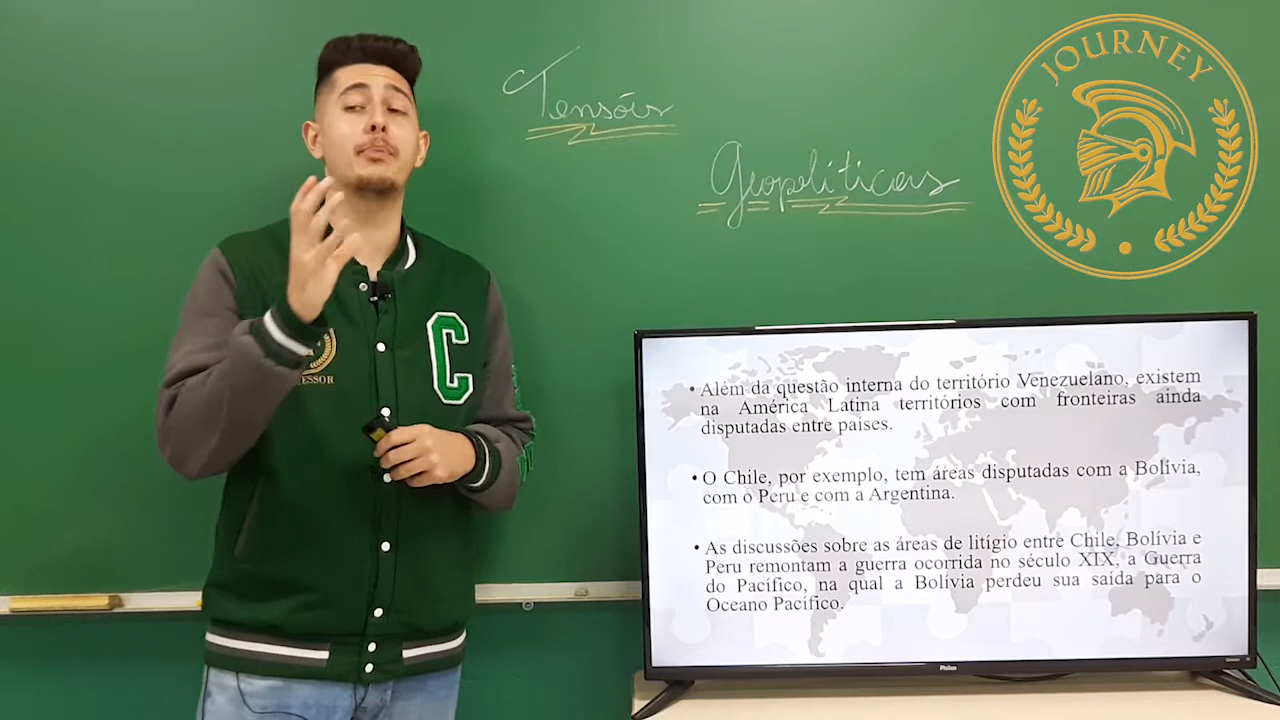 Tensões
Geopolíticas
JOURNEY
C
ESSOR
• Além da questão interna do território Venezuelano, existem
na América Latina territórios com fronteiras ainda
disputadas entre países.
• O Chile, por exemplo, tem áreas disputadas com a Bolívia,
com o Peru e com a Argentina.
• As discussões sobre as áreas de litígio entre Chile, Bolívia e
Peru remontam a guerra ocorrida no século XIX, a Guerra
do Pacífico, na qual a Bolívia perdeu sua saída para o
Oceano Pacífico.
Philco